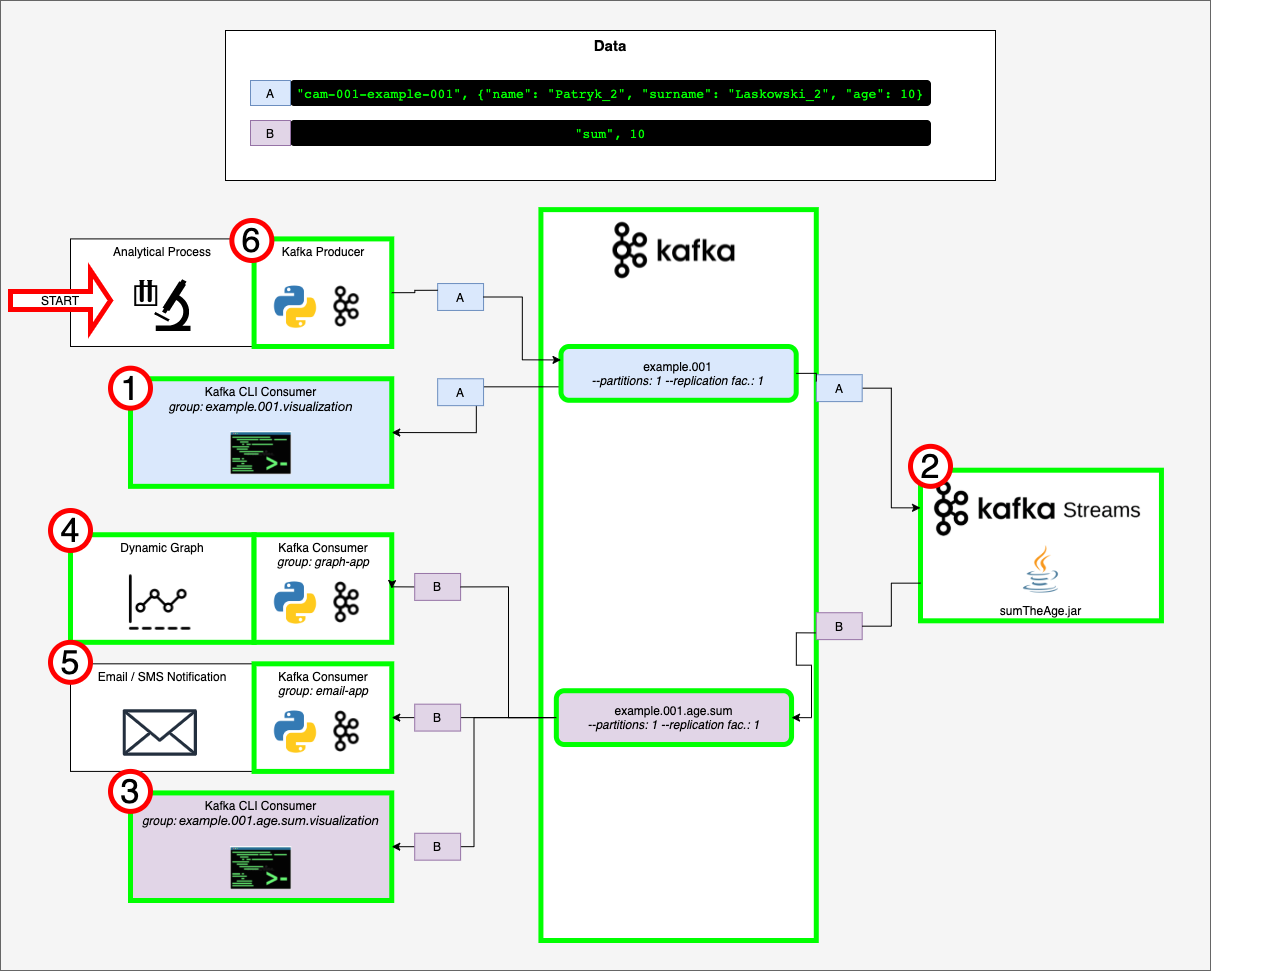 Data
A
"cam-001-example-001", {"name": "Patryk_2", "surname": "Laskowski_2", "age": 10}
B
"sum", 10
6
Analytical Process
Kafka Producer
START
A
kafka
example.001
--partitions: 1 --replication fac.: 1
1
Kafka CLI Consumer
group: example.001.visualization
A
A
2
kafka Streams
sumTheAge.jar
4
Dynamic Graph
Kafka Consumer
group: graph-app
B
B
5
Email / SMS Notification
Kafka Consumer
group: email-app
B
example.001.age.sum
--partitions: 1 --replication fac.: 1
3
Kafka CLI Consumer
group: example.001.age.sum.visualization
B